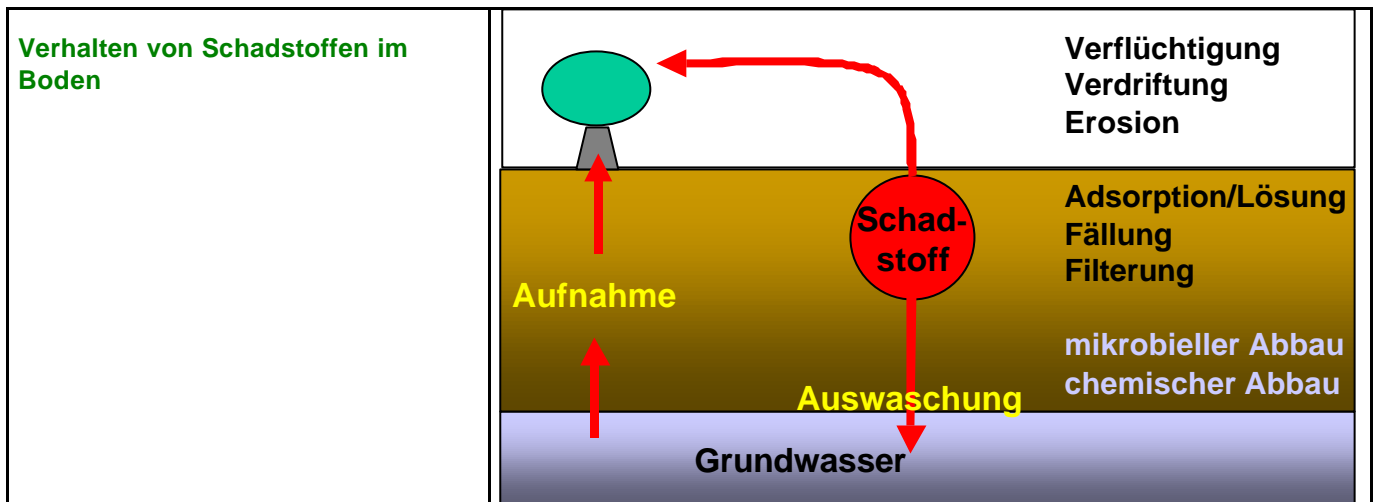 Verhalten von Schadstoffen im
Boden
Verflüchtigung
Verdriftung
Erosion
Schad-
stoff
Adsorption/Lösung
Fällung
Filterung
Aufnahme
mikrobieller Abbau
chemischer Abbau
Auswaschung
Grundwasser